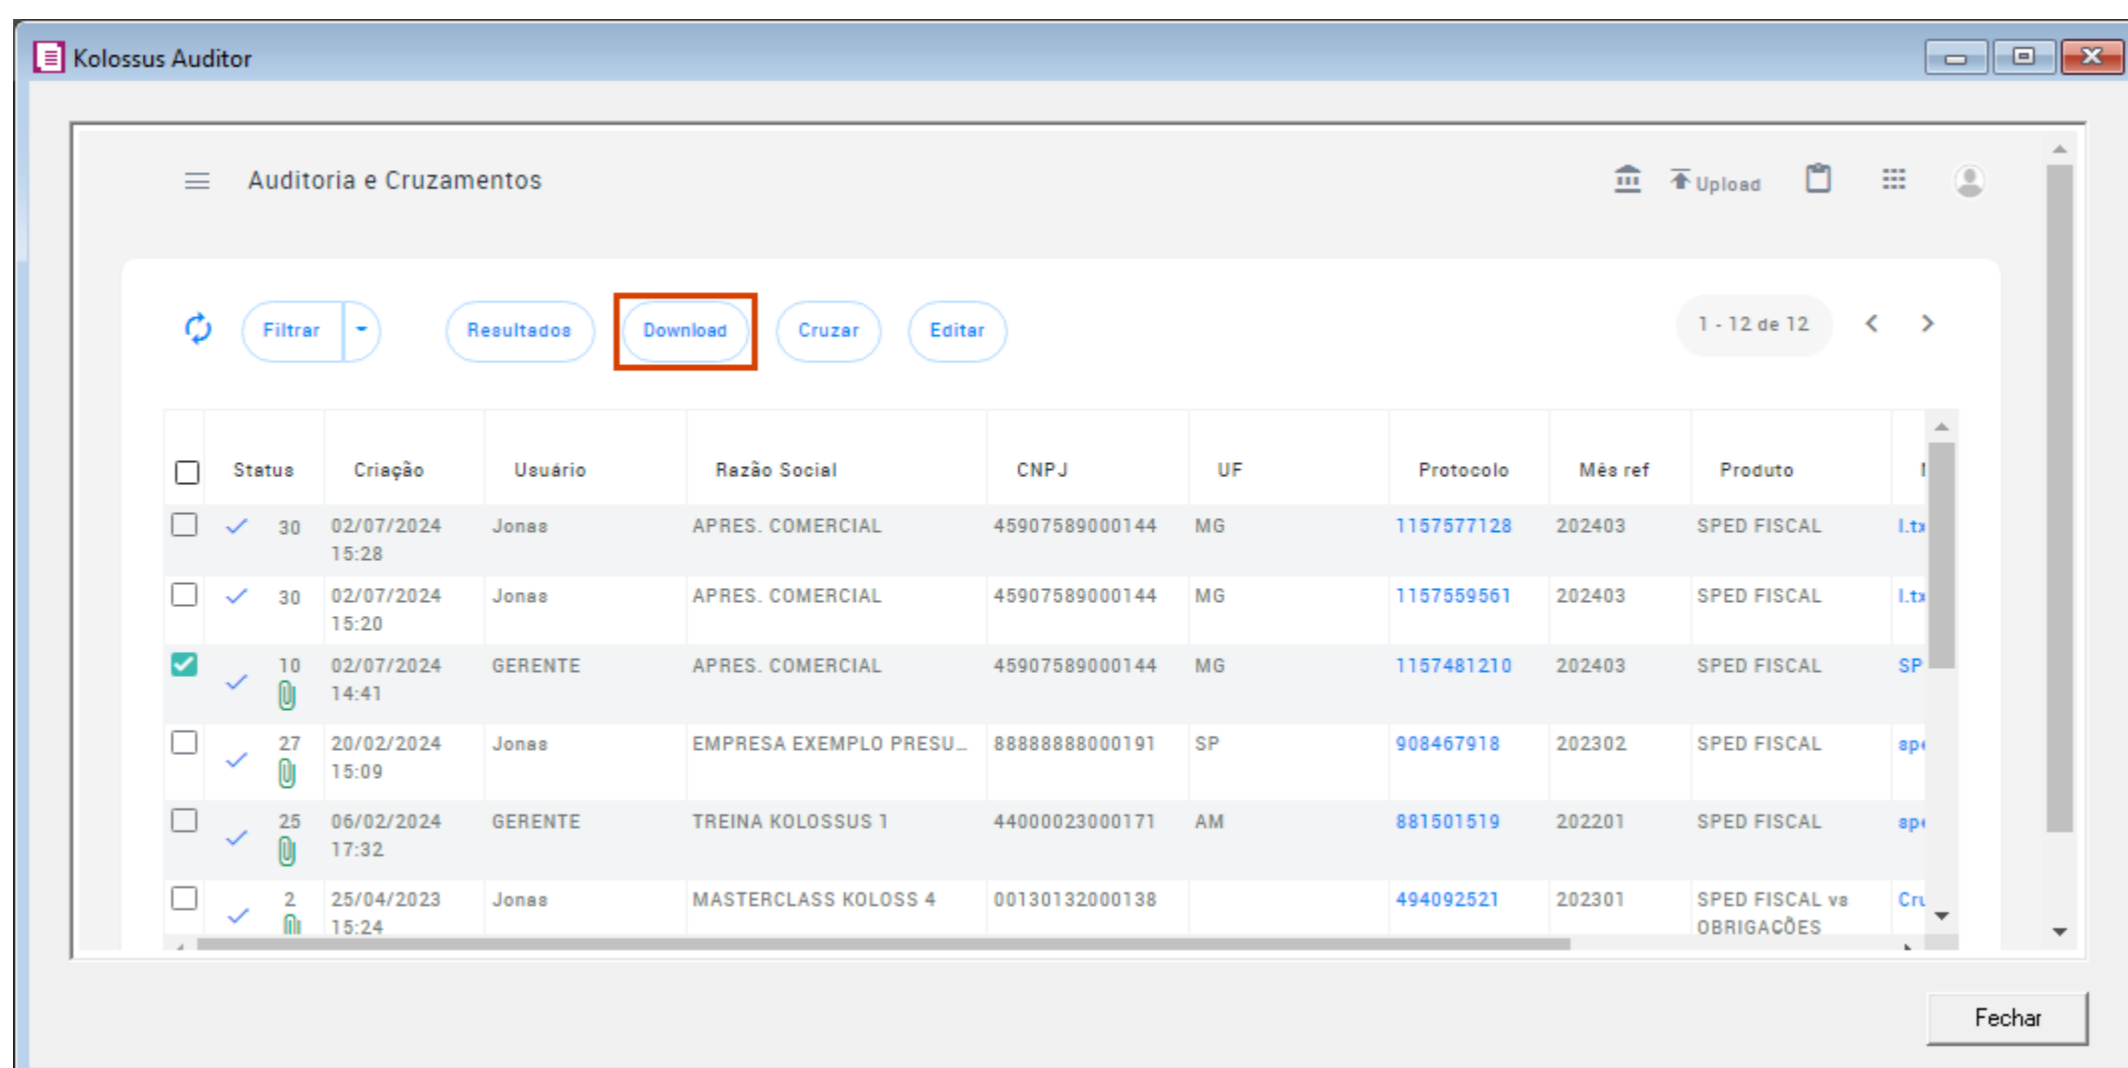 Kolossus Auditor
Auditoria e Cruzamentos
Upload
Filtrar Resultados Download Cruzar Editar 1 - 12 de 12
Status Criação Usuário Razão Social CNPJ UF Protocolo Mês ref Produto
30 02/07/2024 Jonas APRES. COMERCIAL 45907589000144 MG 1157577128 202403 SPED FISCAL
15:28
30 02/07/2024 Jonas APRES. COMERCIAL 45907589000144 MG 1157559561 202403 SPED FISCAL
15:20
10 02/07/2024 GERENTE APRES. COMERCIAL 45907589000144 MG 1157481210 202403 SPED FISCAL SP
14:41
27 20/02/2024 Jonas EMPRESA EXEMPLO PRESU... 88888888000191 SP 908467918 202302 SPED FISCAL
15:09
25 06/02/2024 GERENTE TREINA KOLOSSUS 1 44000023000171 AM 881501519 202201 SPED FISCAL
17:32
2 25/04/2023 Jonas MASTERCLASS KOLOSS 4 00130132000138 494092521 202301 SPED FISCAL vs
15:24 OBRIGAÇÕES
Fechar